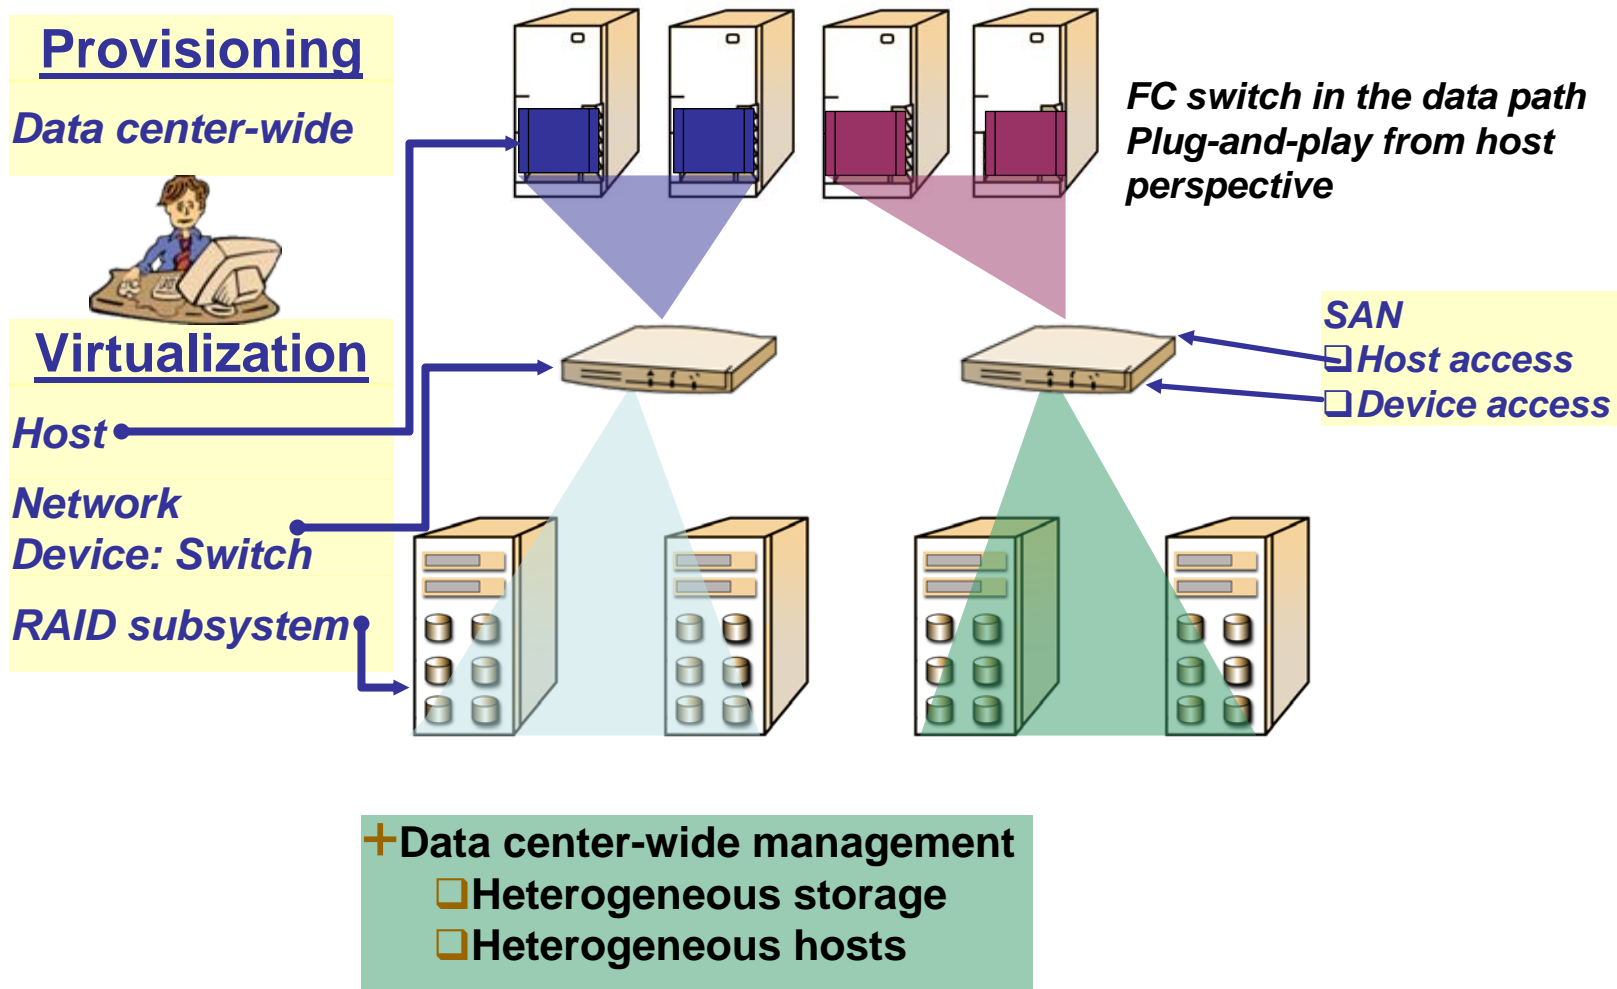 Provisioning
Data center-wide
Virtualization
Host
Network
Device: Switch
RAID subsystem
FC switch in the data path
Plug-and-play from host
perspective
SAN
❑Host access
❑Device access
+Data center-wide management
❑Heterogeneous storage
❑Heterogeneous hosts